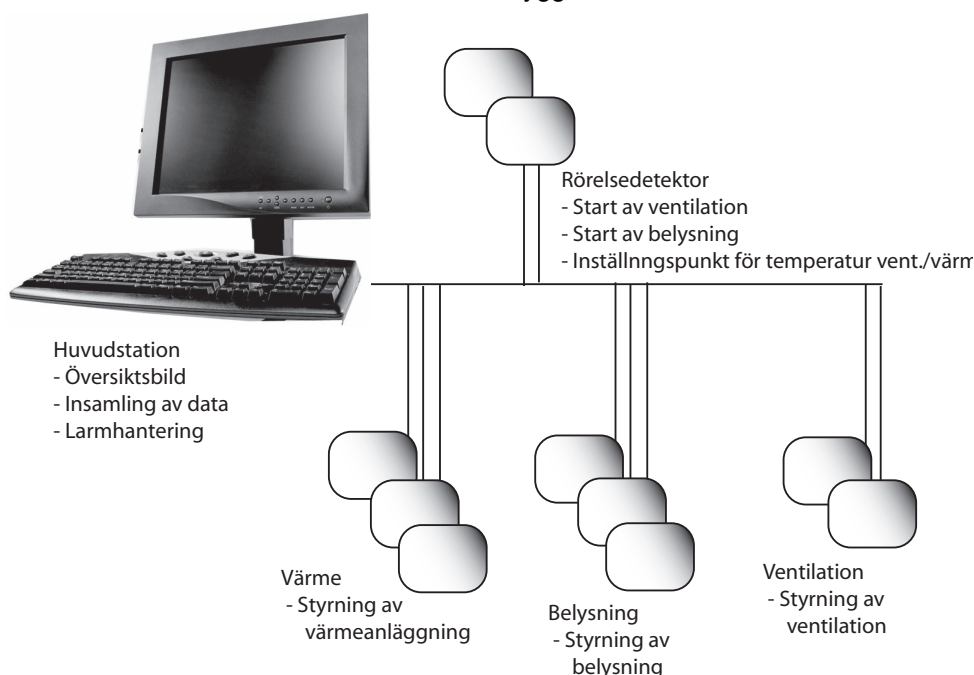 Rörelsedetektor
- Start av ventilation
- Start av belysning
- Inställnngspunkt för temperatur vent./värm
Huvudstation
- Översiktsbild
- Insamling av data
- Larmhantering
Värme
- Styrning av
värmeanläggning
Belysning
- Styrning av
belysning
Ventilation
- Styrning av
ventilation